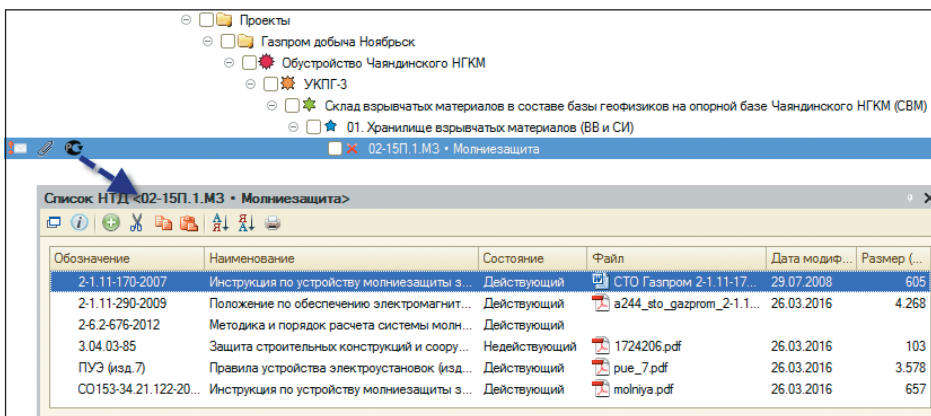 Проекты
Газпром добыча Ноябрьск
Обустройство Чаяндинского НГКМ
УКПГ-3
Склад взрывчатых материалов в составе базы геофизиков на опорной базе Чаяндинского НГКМ (СВМ)
01. Хранилище взрывчатых материалов (ВВ и СИ)
02-15П.1.МЗ • Молниезащита
Список НТД <02-15П.1.МЗ • Молниезащита>
Обозначение Наименование Состояние Файл Дата модиф... Размер (...
2-1.11-170-2007 Инструкция по устройству молниезащиты з... Действующий СТО Газпром 2-1.11-17... 29.07.2008 605
2-1.11-290-2009 Положение по обеспечению электромагнит... Действующий a244_sto_gazprom_2-1.1... 26.03.2016 4.268
2-6.2-676-2012 Методика и порядок расчета системы молн... Действующий
3.04.03-85 Защита строительных конструкций и соору... Недействующий 1724206.pdf 26.03.2016 103
ПУЭ (изд.7) Правила устройства электроустановок (изд... Действующий pue_7.pdf 26.03.2016 3.578
СО153-34.21.122-20... Инструкция по устройству молниезащиты з... Действующий molniya.pdf 26.03.2016 657